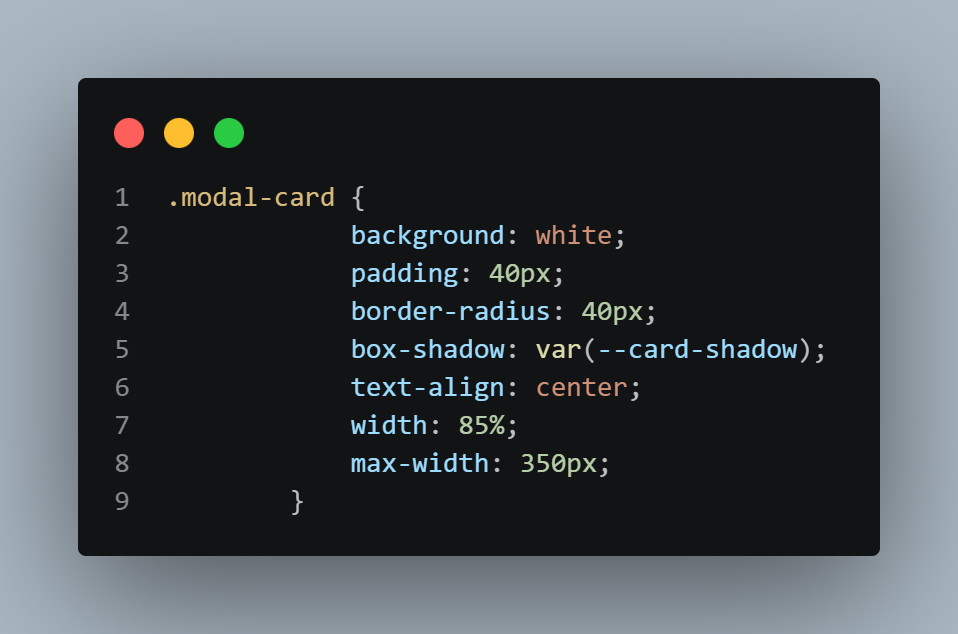 1 .modal-card {
2             background: white;
3             padding: 40px;
4             border-radius: 40px;
5             box-shadow: var(--card-shadow);
6             text-align: center;
7             width: 85%;
8             max-width: 350px;
9         }